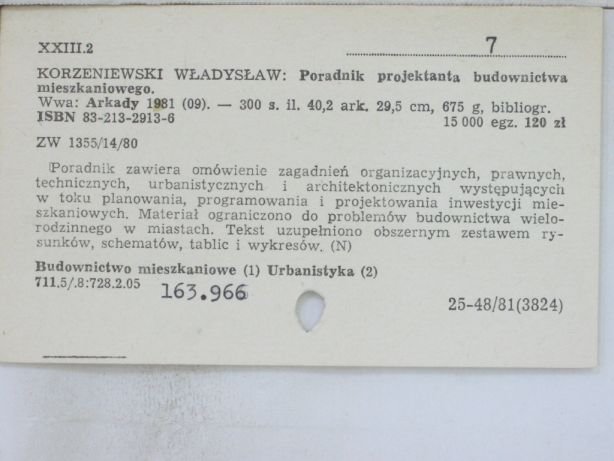 XXIII.2
7
KORZENIEWSKI WŁADYSŁAW: Poradnik projektanta budownictwa
mieszkaniowego.
Wwa: Arkady 1981 (09). — 300 s. il. 40,2 ark. 29,5 cm, 675 g, bibliogr.
ISBN 83-213-2913-6 15 000 egz. 120 zł
ZW 1355/14/80
Poradnik zawiera omówienie zagadnień organizacyjnych, prawnych,
technicznych, urbanistycznych i architektonicznych występujących
w toku planowania, programowania i projektowania inwestycji mie-
szkaniowych. Materiał ograniczono do problemów budownictwa wielo-
rodzinnego w miastach. Tekst uzupełniono obszernym zestawem ry-
sunków, schematów, tablic i wykresów. (N)
Budownictwo mieszkaniowe (1) Urbanistyka (2)
711.5/.8:728.2.05
163.966
25-48/81(3824)